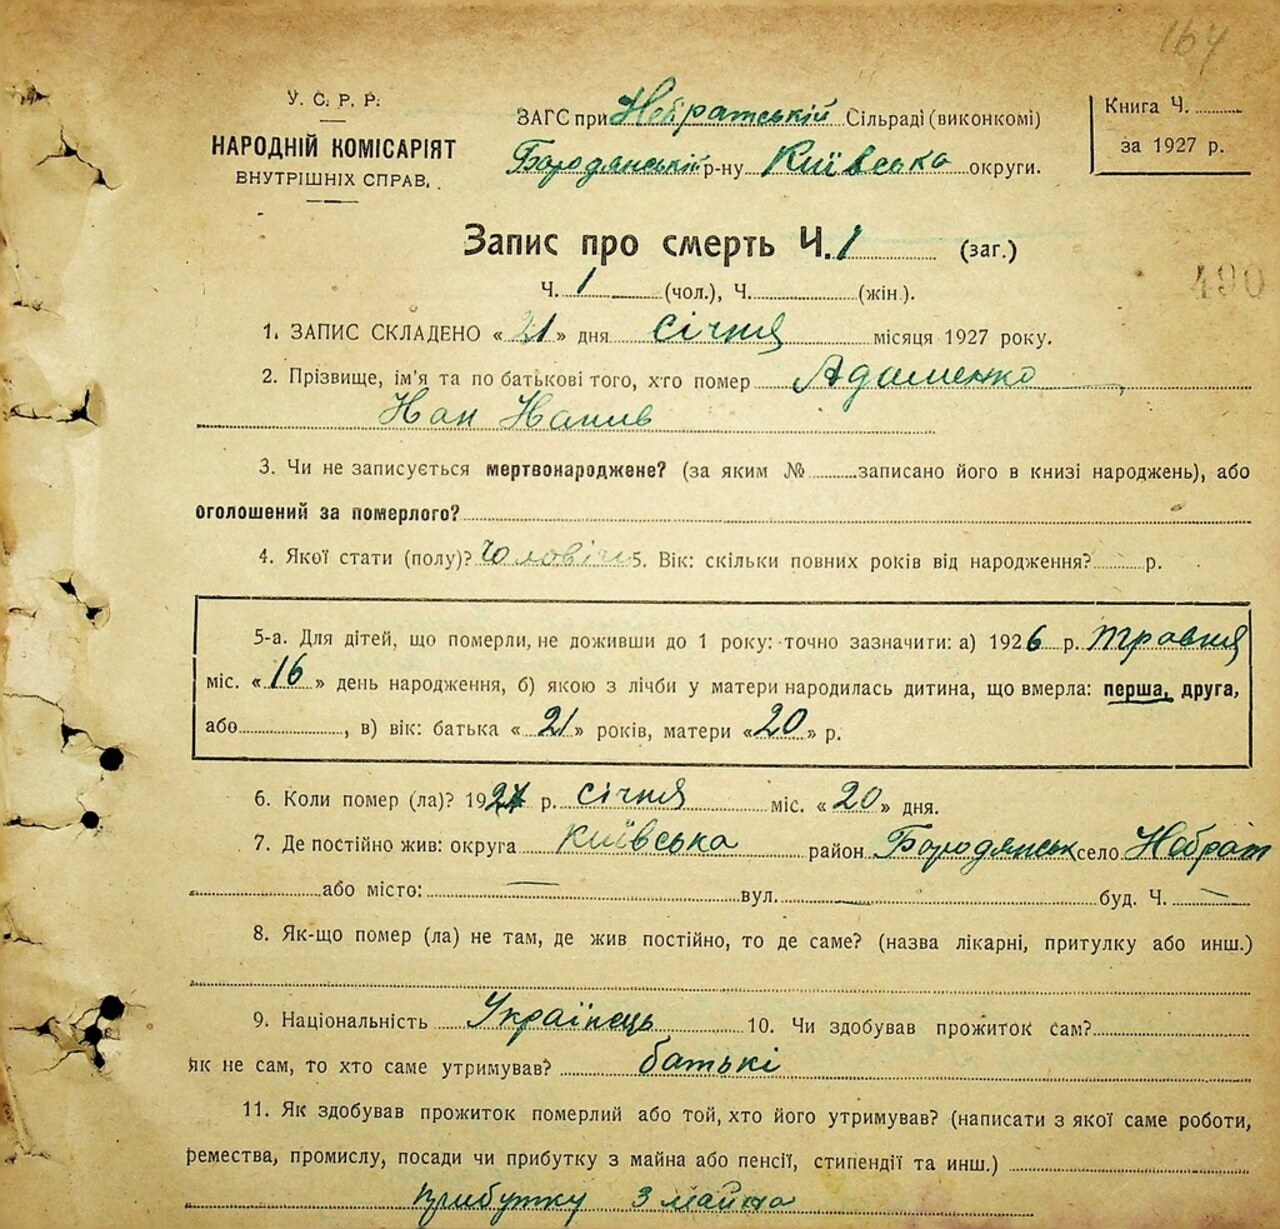 164
У. С. Р. Р.
НАРОДНІЙ КОМІСАРІЯТ
ВНУТРІШНІХ СПРАВ.
ЗАГС при Небратській Сільраді (виконкомі)
Бородянській р-ну Київська округи.
Книга Ч.
за 1927 р.
Запис про смерть Ч. 1 (заг.)
Ч. 1 (чол.), Ч. (жін.).
490
1. ЗАПИС СКЛАДЕНО « 21 » дня січня місяця 1927 року.
2. Прізвище, ім'я та по батькові того, хто помер Адаменко
3. Чи не записується мертвонароджене? (за яким № записано його в книзі народжень), або
оголошений за померлого?
4. Якої стати (полу)? 5. Вік: скільки повних років від народження? р.
5-а. Для дітей, що померли, не доживши до 1 року: точно зазначити: а) 1926 р. травня
міс. « 16 » день народження, б) якою з лічби у матери народилась дитина, що вмерла: перша, друга,
або , в) вік: батька « 21 » років, матери « 20 » р.
6. Коли помер (ла)? 1927 р. січня міс. « 20 » дня.
7. Де постійно жив: округа Київська район Бородянськ село Небрат
або місто: — вул. — буд. Ч. —
8. Як-що помер (ла) не там, де жив постійно, то де саме? (назва лікарні, притулку або инш.)
9. Національність Українець 10. Чи здобував прожиток сам?
Як не сам, то хто саме утримував? батькі
11. Як здобував прожиток померлий або той, хто його утримував? (написати з якої саме роботи,
ремества, промислу, посади чи прибутку з майна або пенсії, стипендії та инш.)
прибутку з майна